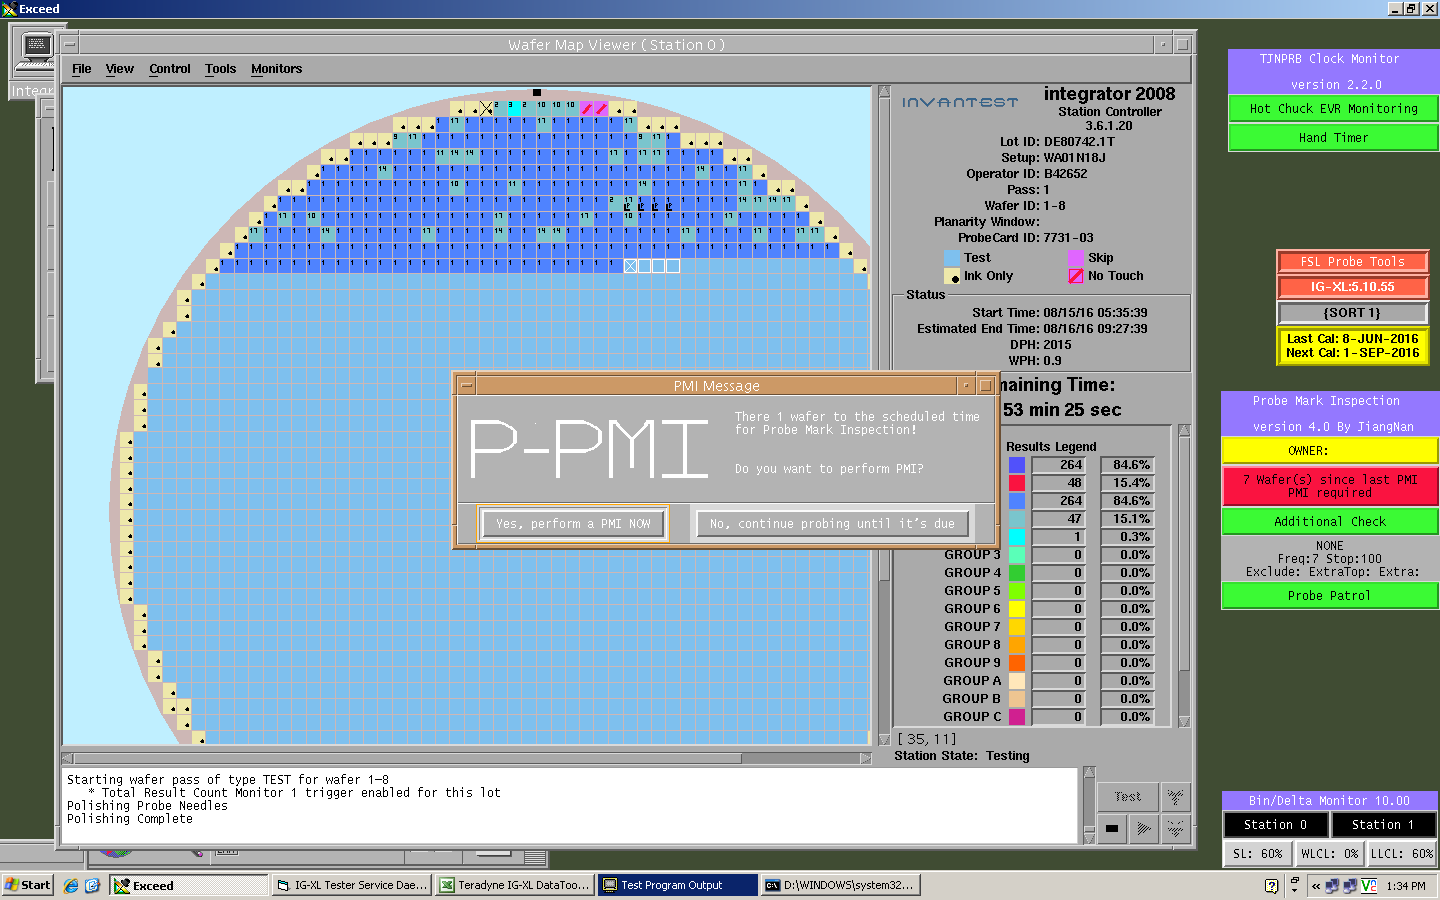 Exceed
Integr
Wafer Map Viewer ( Station 0 )
File View Control Tools Monitors
INVANTEST
integrator 2008
Station Controller
3.6.1.20
Lot ID: DE80742.1T
Setup: WA01N18J
Operator ID: B42652
Pass: 1
Wafer ID: 1-8
Planarity Window:
ProbeCard ID: 7731-03
Test Skip
Ink Only No Touch
Status
Start Time: 08/15/16 05:35:39
Estimated End Time: 08/16/16 09:27:39
DPH: 2015
WPH: 0.9
maining Time:
53 min 25 sec
Results Legend
264 84.6%
48 15.4%
264 84.6%
47 15.1%
1 0.3%
GROUP 3 0 0.0%
GROUP 4 0 0.0%
GROUP 5 0 0.0%
GROUP 6 0 0.0%
GROUP 7 0 0.0%
GROUP 8 0 0.0%
GROUP 9 0 0.0%
GROUP A 0 0.0%
GROUP B 0 0.0%
GROUP C 0 0.0%
[ 35, 11]
Station State: Testing
Test
PMI Message
P-PMI
There 1 wafer to the scheduled time
for Probe Mark Inspection!
Do you want to perform PMI?
Yes, perform a PMI NOW
No, continue probing until it's due
Starting wafer pass of type TEST for wafer 1-8
* Total Result Count Monitor 1 trigger enabled for this lot
Polishing Probe Needles
Polishing Complete
TJNPRB Clock Monitor
version 2.2.0
Hot Chuck EVR Monitoring
Hand Timer
FSL Probe Tools
IG-XL:5.10.55
{SORT 1}
Last Cal: 8-JUN-2016
Next Cal: 1-SEP-2016
Probe Mark Inspection
version 4.0 By JiangNan
OWNER:
7 Wafer(s) since last PMI
PMI required
Additional Check
NONE
Freq:7 Stop:100
Exclude: ExtraTop: Extra:
Probe Patrol
Bin/Delta Monitor 10.00
Station 0 Station 1
SL: 60% WLCL: 0% LLCL: 60%
Start
Exceed
IG-XL Tester Service Dae...
Teradyne IG-XL DataToo...
Test Program Output
D:\WINDOWS\system32...
1:34 PM